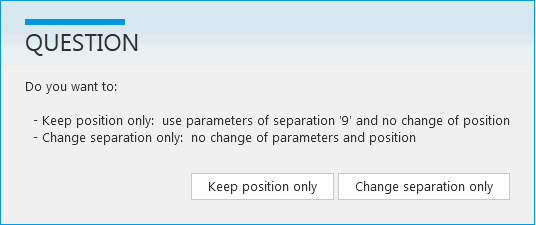 QUESTION
Do you want to:
- Keep position only:  use parameters of separation '9' and no change of position
- Change separation only:  no change of parameters and position
Keep position only
Change separation only